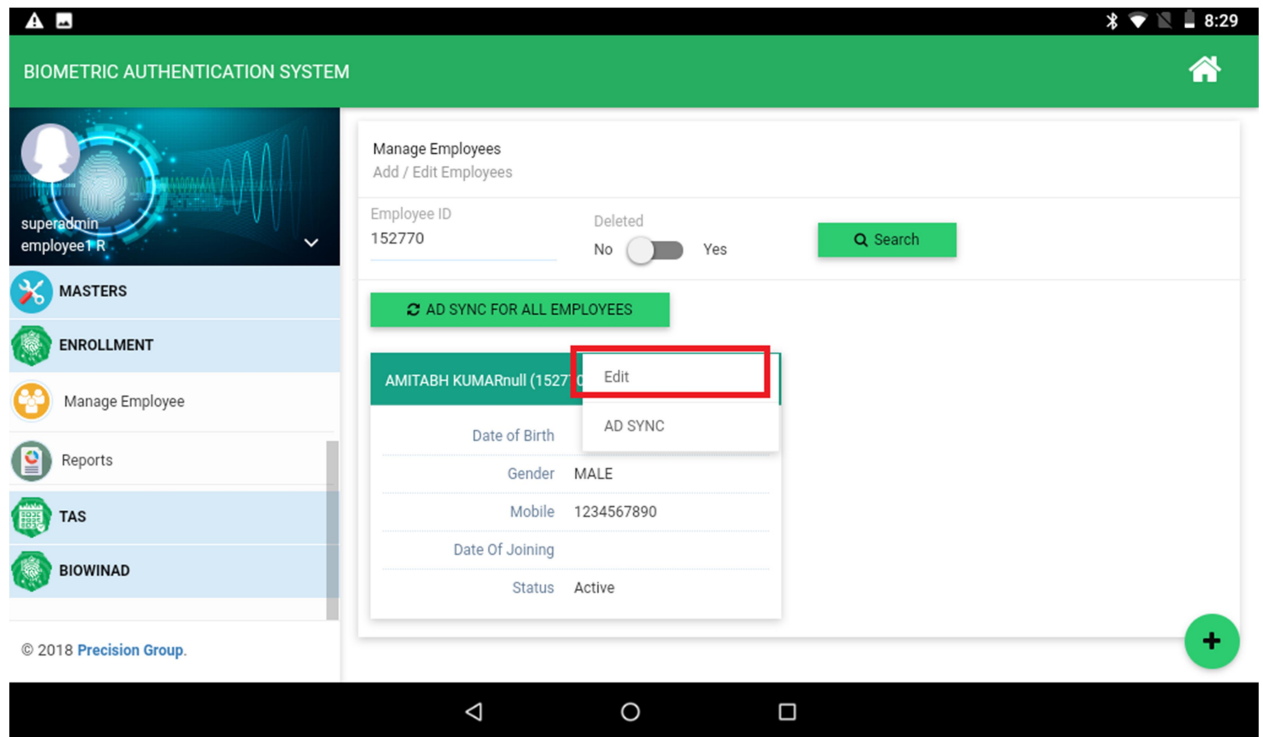 8:29
BIOMETRIC AUTHENTICATION SYSTEM
superadmin
employee1 R
MASTERS
ENROLLMENT
Manage Employee
Reports
TAS
BIOWINAD
© 2018 Precision Group.
Manage Employees
Add / Edit Employees
Employee ID
152770
Deleted
No Yes
Search
AD SYNC FOR ALL EMPLOYEES
AMITABH KUMARnull (15277
Edit
AD SYNC
Date of Birth
Gender MALE
Mobile 1234567890
Date Of Joining
Status Active